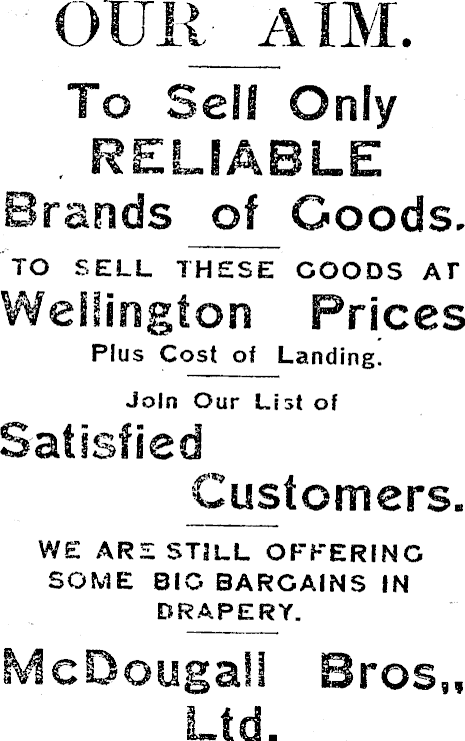 OUR AIM.
To Sell Only
RELIABLE
Brands of Goods.
TO SELL THESE GOODS AT
Wellington Prices
Plus Cost of Landing.
Join Our List of
Satisfied
Customers.
WE ARE STILL OFFERING
SOME BIG BARGAINS IN
DRAPERY.
McDougall Bros.,
Ltd.